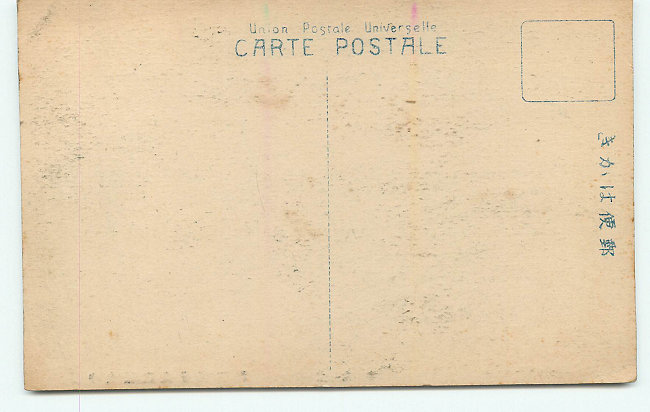 Union Postale Universelle
CARTE POSTALE
郵便はかき